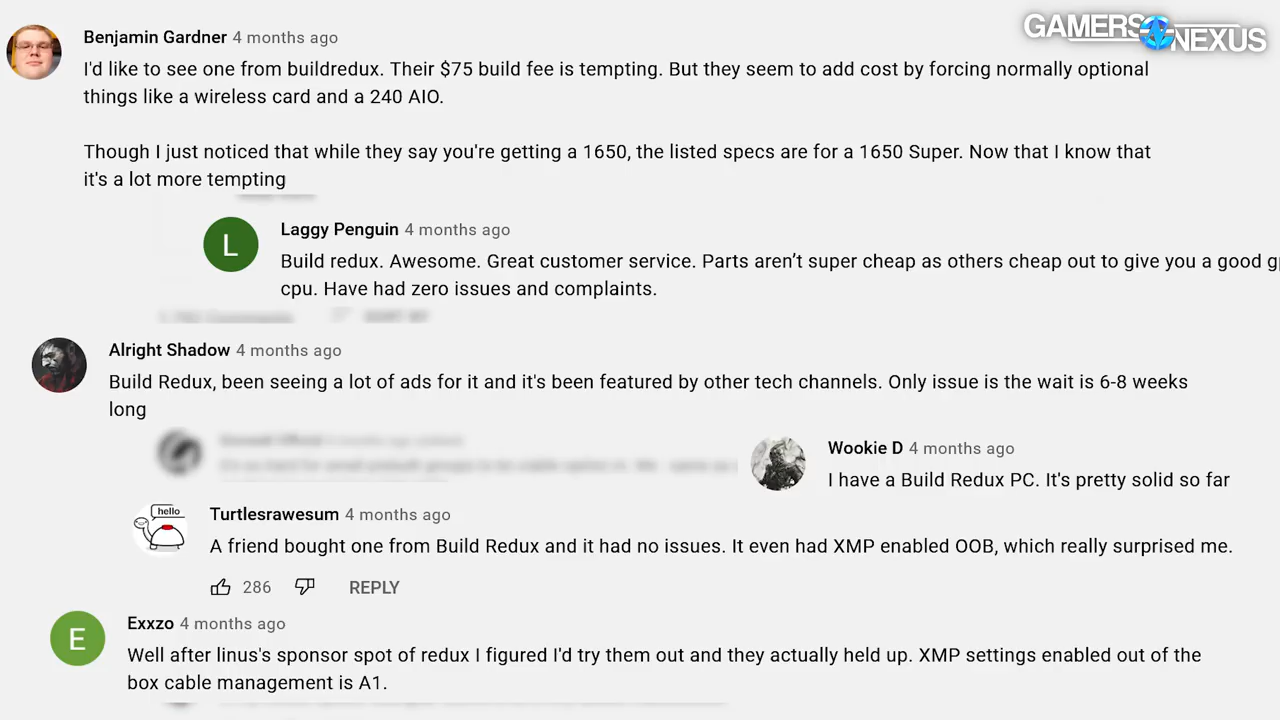 GAMERS NEXUS
Benjamin Gardner 4 months ago
I'd like to see one from buildredux. Their $75 build fee is tempting. But they seem to add cost by forcing normally optional
things like a wireless card and a 240 AIO.
Though I just noticed that while they say you're getting a 1650, the listed specs are for a 1650 Super. Now that I know that
it's a lot more tempting
L
Laggy Penguin 4 months ago
Build redux. Awesome. Great customer service. Parts aren't super cheap as others cheap out to give you a good
cpu. Have had zero issues and complaints.
SORT BY
Alright Shadow 4 months ago
Build Redux, been seeing a lot of ads for it and it's been featured by other tech channels. Only issue is the wait is 6-8 weeks
long
Wookie D 4 months ago
I have a Build Redux PC. It's pretty solid so far
hello
Turtlesrawesum 4 months ago
A friend bought one from Build Redux and it had no issues. It even had XMP enabled OOB, which really surprised me.
286 REPLY
E
Exxzo 4 months ago
Well after linus's sponsor spot of redux I figured I'd try them out and they actually held up. XMP settings enabled out of the
box cable management is A1.